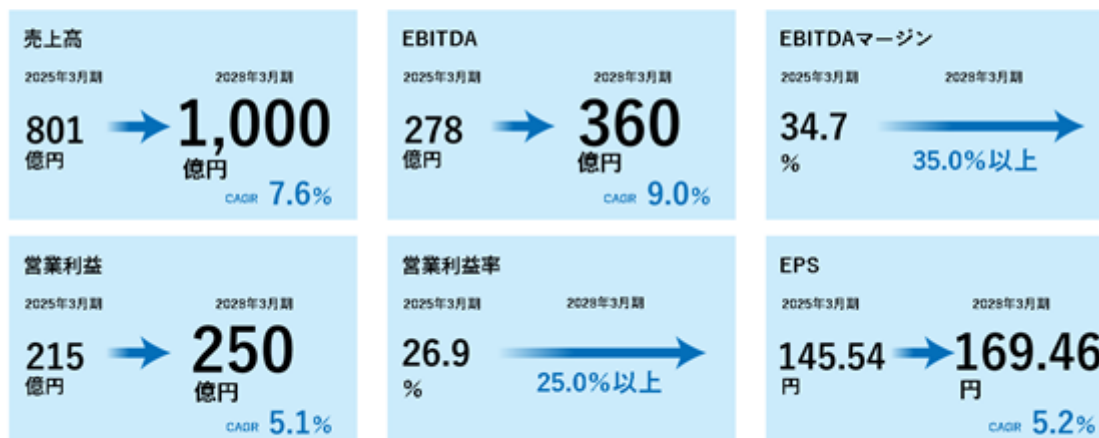 売上高
2025年3月期
2028年3月期
801
億円
1,000
億円
CAGR 7.6%
EBITDA
2025年3月期
2028年3月期
278
億円
360
億円
CAGR 9.0%
EBITDAマージン
2025年3月期
2028年3月期
34.7
%
35.0%以上
営業利益
2025年3月期
2028年3月期
215
億円
250
億円
CAGR 5.1%
営業利益率
2025年3月期
2028年3月期
26.9
%
25.0%以上
EPS
2025年3月期
2028年3月期
145.54
円
169.46
円
CAGR 5.2%